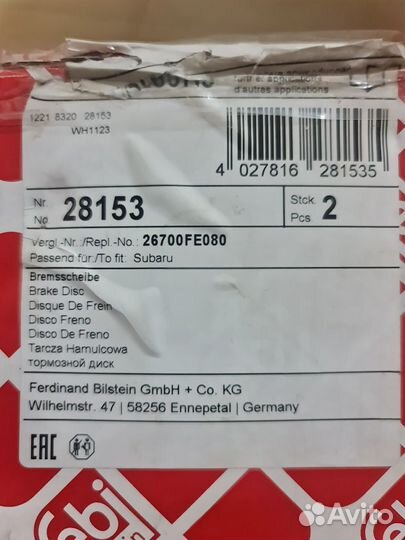 further applications
d'autres applications
1221 8320 28153
WH1123
4 027816 281535
Nr. No. 28153
Stck. Pcs. 2
Vergl.-Nr.:/Repl.-No.: 26700FE080
Passend für:/To fit: Subaru
Bremsscheibe
Brake Disc
Disque De Frein
Disco Freno
Disco De Freno
Tarcza Hamulcowa
тормозной диск
Ferdinand Bilstein GmbH + Co. KG
Wilhelmstr. 47 | 58256 Ennepetal | Germany
EAC
febi
Avito